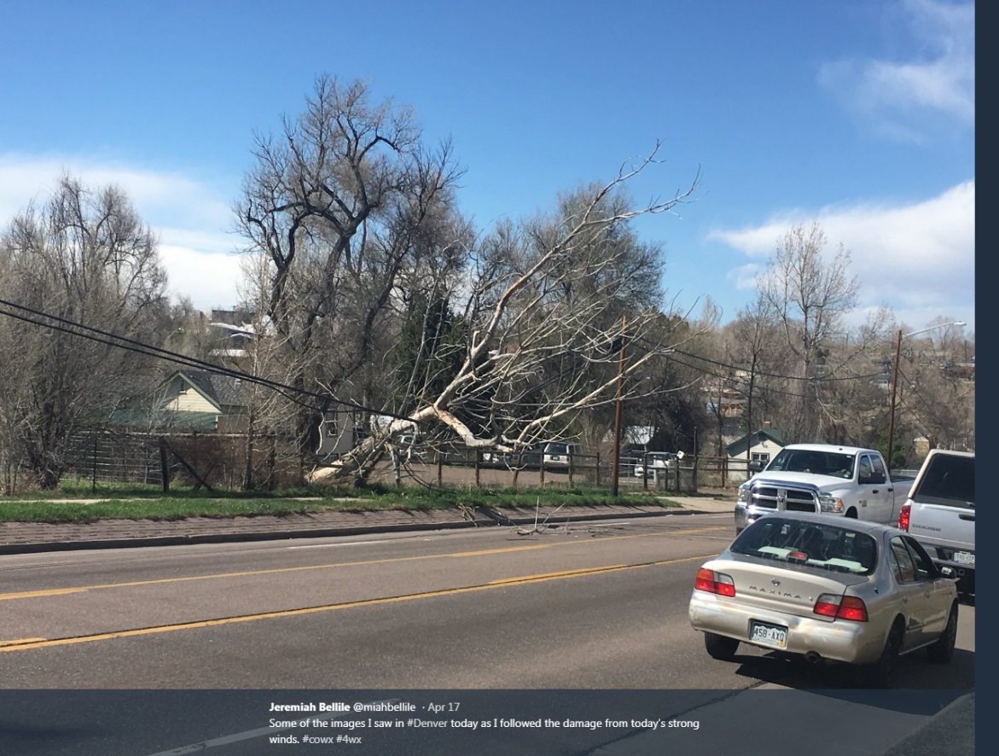 MAXIMA
458-AXQ
Jeremiah Bellile @miahbellile · Apr 17
Some of the images I saw in #Denver today as I followed the damage from today's strong
winds. #cowx #4wx